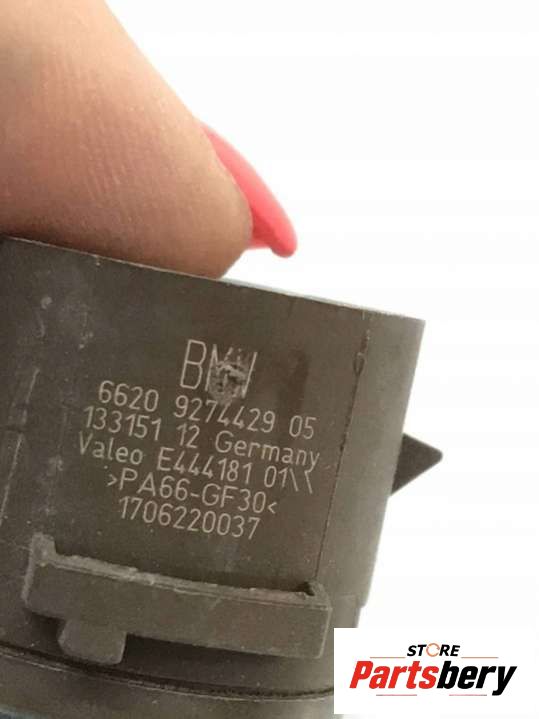 BMW
6620 9274429 05
133151 12 Germany
Valeo E444181 01\\
>PA66-GF30<
1706220037
STORE
Partsbery